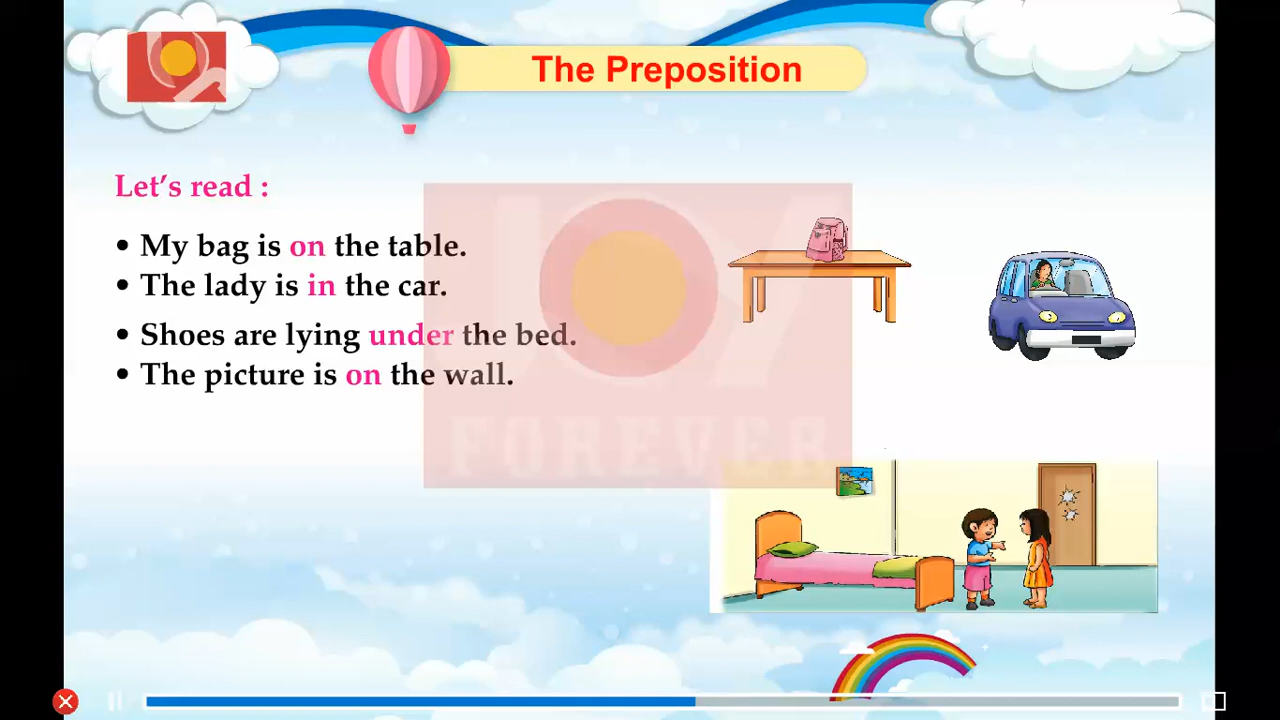 The Preposition
Let's read :
• My bag is on the table.
• The lady is in the car.
• Shoes are lying under the bed.
• The picture is on the wall.
FOREVER